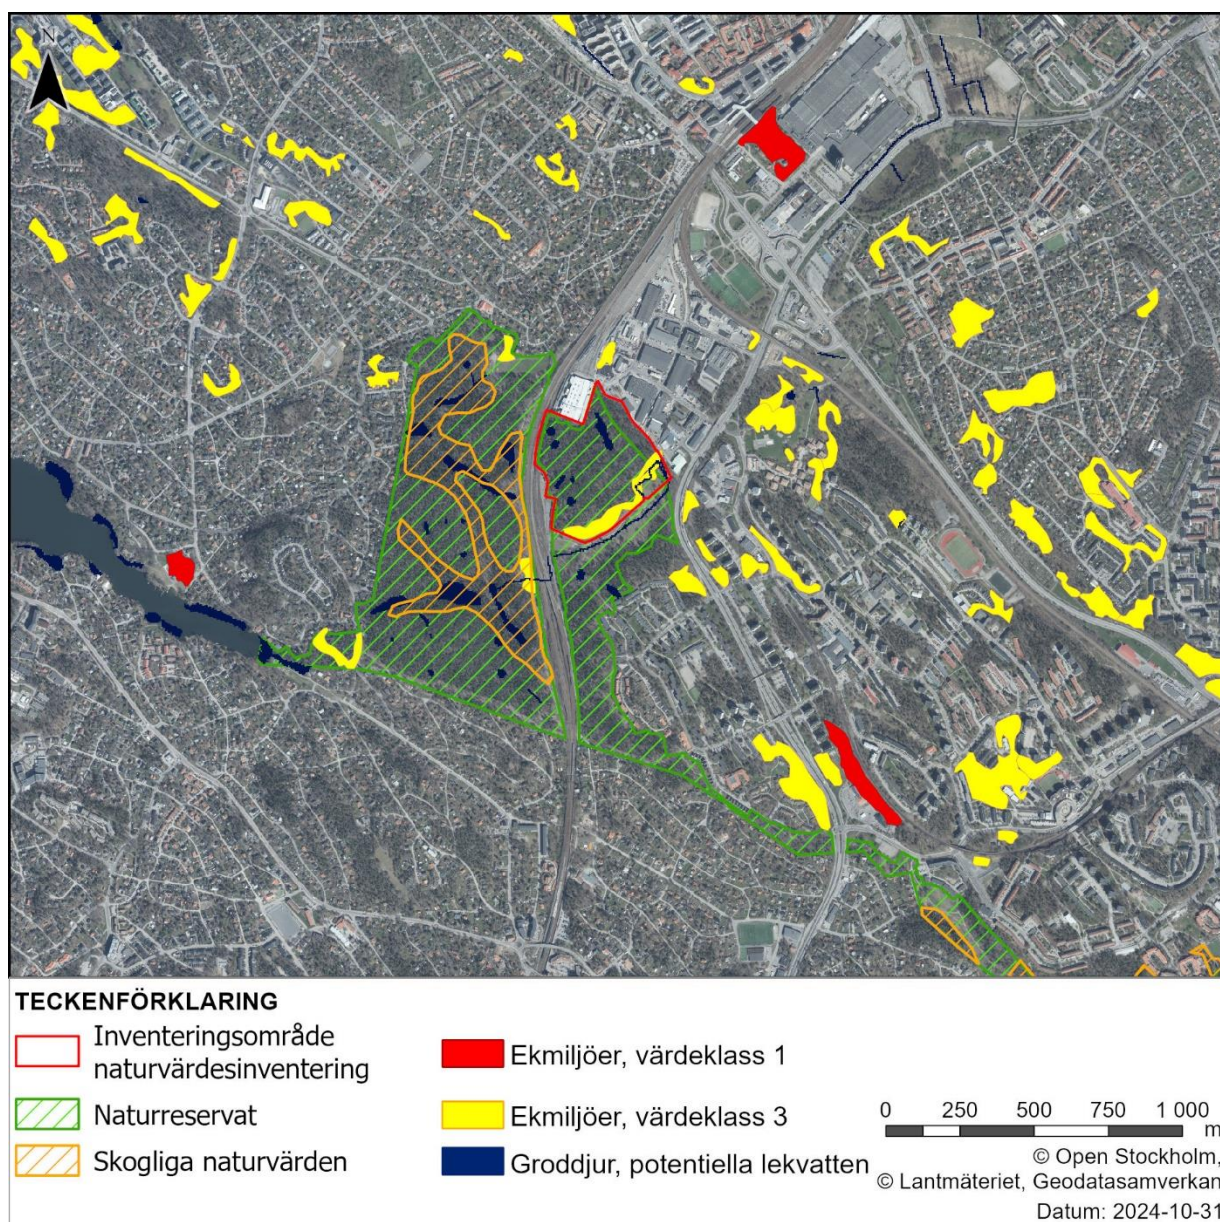 N
TECKENFÖRKLARING
Inventeringsområde
naturvärdesinventering
Naturreservat
Skogliga naturvärden
Ekmiljöer, värdeklass 1
Ekmiljöer, värdeklass 3
Groddjur, potentiella lekvatten
0 250 500 750 1 000
m
© Open Stockholm,
© Lantmäteriet, Geodatasamverkan
Datum: 2024-10-31